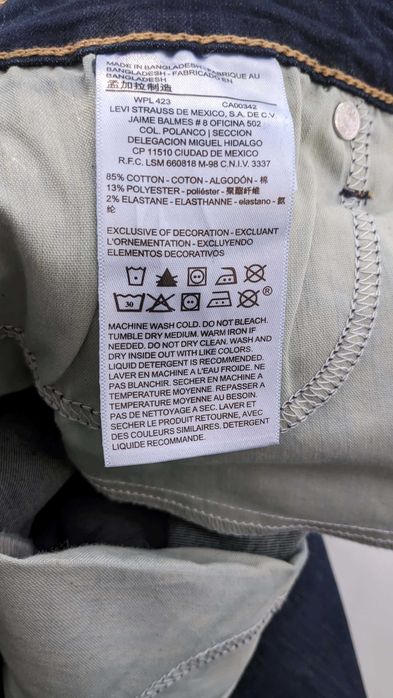 MADE IN BANGLADESH - FABRIQUE AU
BANGLADESH - FABRICADO EN
BANGLADESH
孟加拉制造
WPL 423 CA00342
LEVI STRAUSS DE MEXICO, S.A. DE C.V.
JAIME BALMES # 8 OFICINA 502
COL. POLANCO | SECCION
DELEGACION MIGUEL HIDALGO
CP 11510 CIUDAD DE MEXICO
R.F.C. LSM 660818 M-98 C.N.I.V. 3337
85% COTTON - COTON - ALGODÓN - 棉
13% POLYESTER - poliéster - 聚酯纤维
2% ELASTANE - ELASTHANNE - elastano - 氨
纶
EXCLUSIVE OF DECORATION - EXCLUANT
L'ORNEMENTATION - EXCLUYENDO
ELEMENTOS DECORATIVOS
30 ®
MACHINE WASH COLD. DO NOT BLEACH.
TUMBLE DRY MEDIUM. WARM IRON IF
NEEDED. DO NOT DRY CLEAN. WASH AND
DRY INSIDE OUT WITH LIKE COLORS.
LIQUID DETERGENT IS RECOMMENDED.
LAVER EN MACHINE A L'EAU FROIDE. NE
PAS BLANCHIR. SECHER EN MACHINE A
TEMPERATURE MOYENNE. REPASSER A
TEMPERATURE MOYENNE AU BESOIN.
PAS DE NETTOYAGE A SEC. LAVER ET
SECHER LE PRODUIT RETOURNE, AVEC
DES COULEURS SIMILAIRES. DETERGENT
LIQUIDE RECOMMANDE.